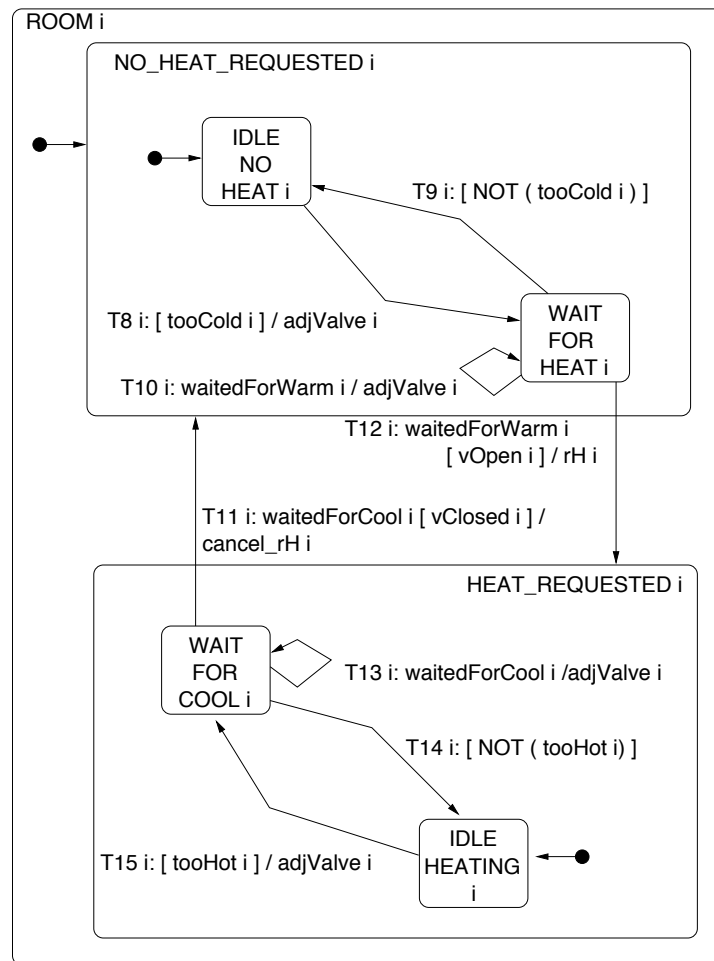 ROOM i
NO_HEAT_REQUESTED i
IDLE
NO
HEAT i
T9 i: [ NOT ( tooCold i ) ]
T8 i: [ tooCold i ] / adjValve i
WAIT
FOR
HEAT i
T10 i: waitedForWarm i / adjValve i
T12 i: waitedForWarm i
[ vOpen i ] / rH i
T11 i: waitedForCool i [ vClosed i ] /
cancel_rH i
HEAT_REQUESTED i
WAIT
FOR
COOL i
T13 i: waitedForCool i /adjValve i
T14 i: [ NOT ( tooHot i) ]
T15 i: [ tooHot i ] / adjValve i
IDLE
HEATING
i